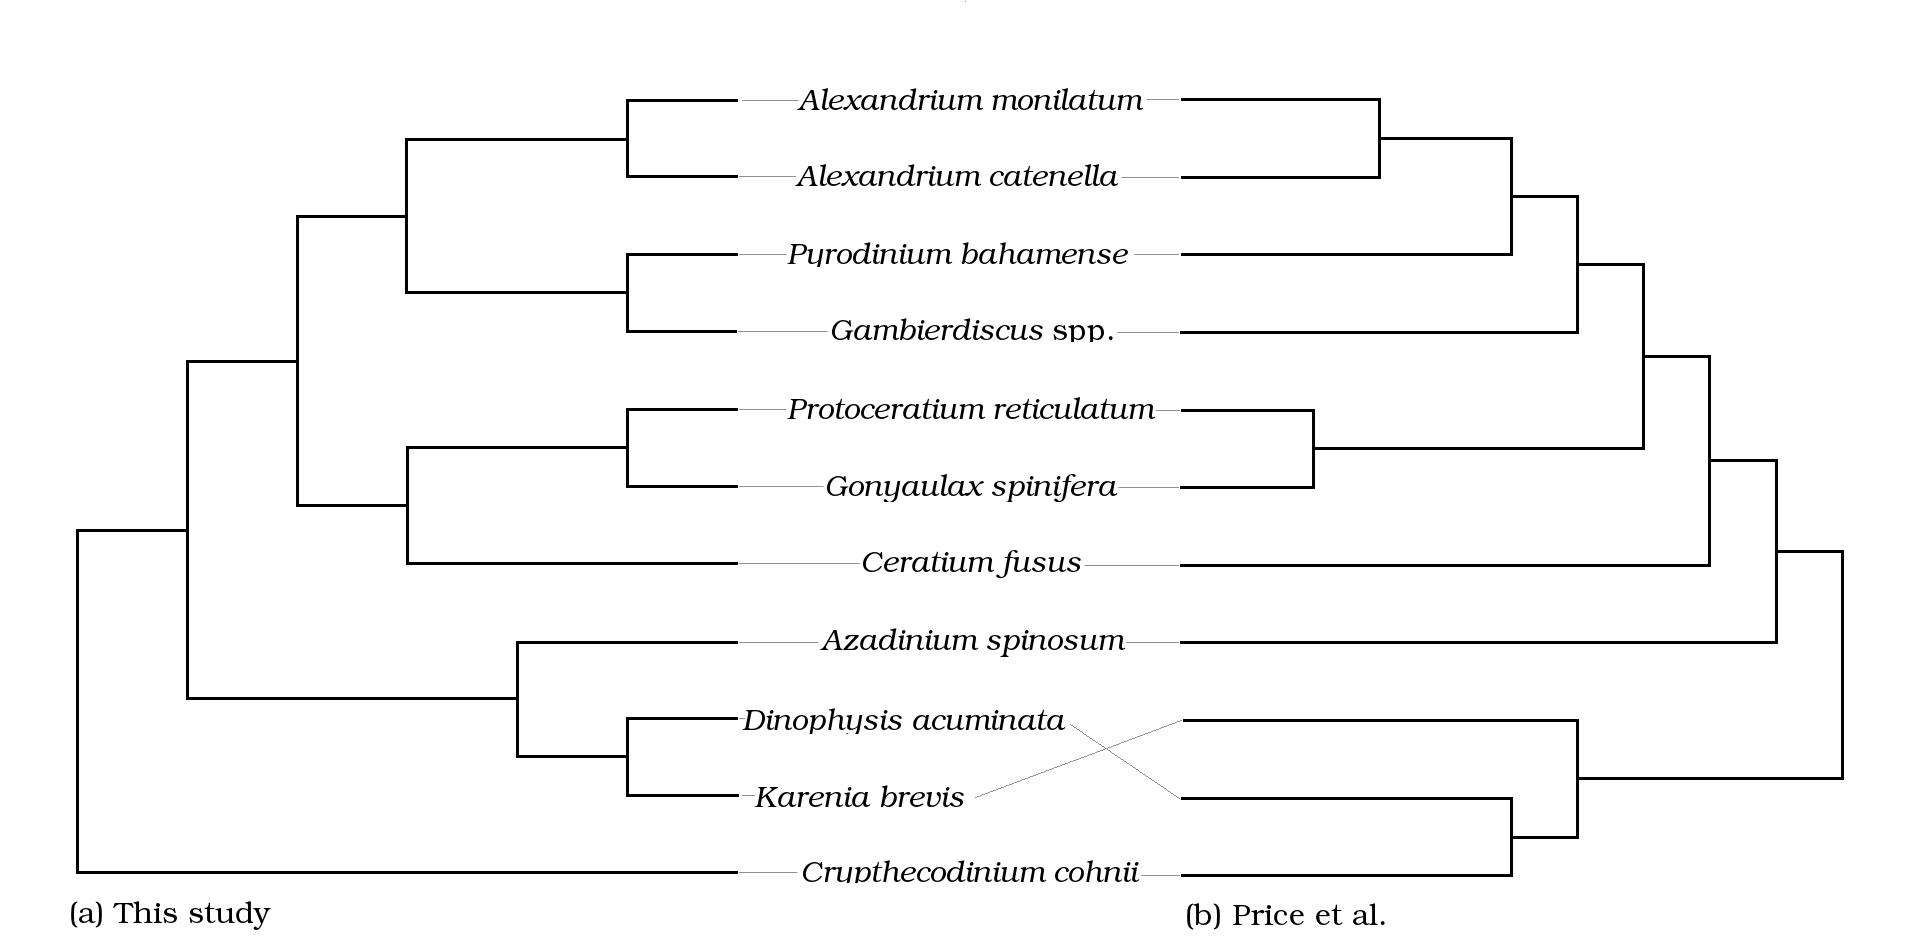 Alexandrium monilatum
Alexandrium catenella
Pyrodinium bahamense
Gambierdiscus spp.
Protoceratium reticulatum
Gonyaulax spinifera
Ceratium fusus
Azadinium spinosum
Dinophysis acuminata
Karenia brevis
Crypthecodinium cohnii
(a) This study
(b) Price et al.